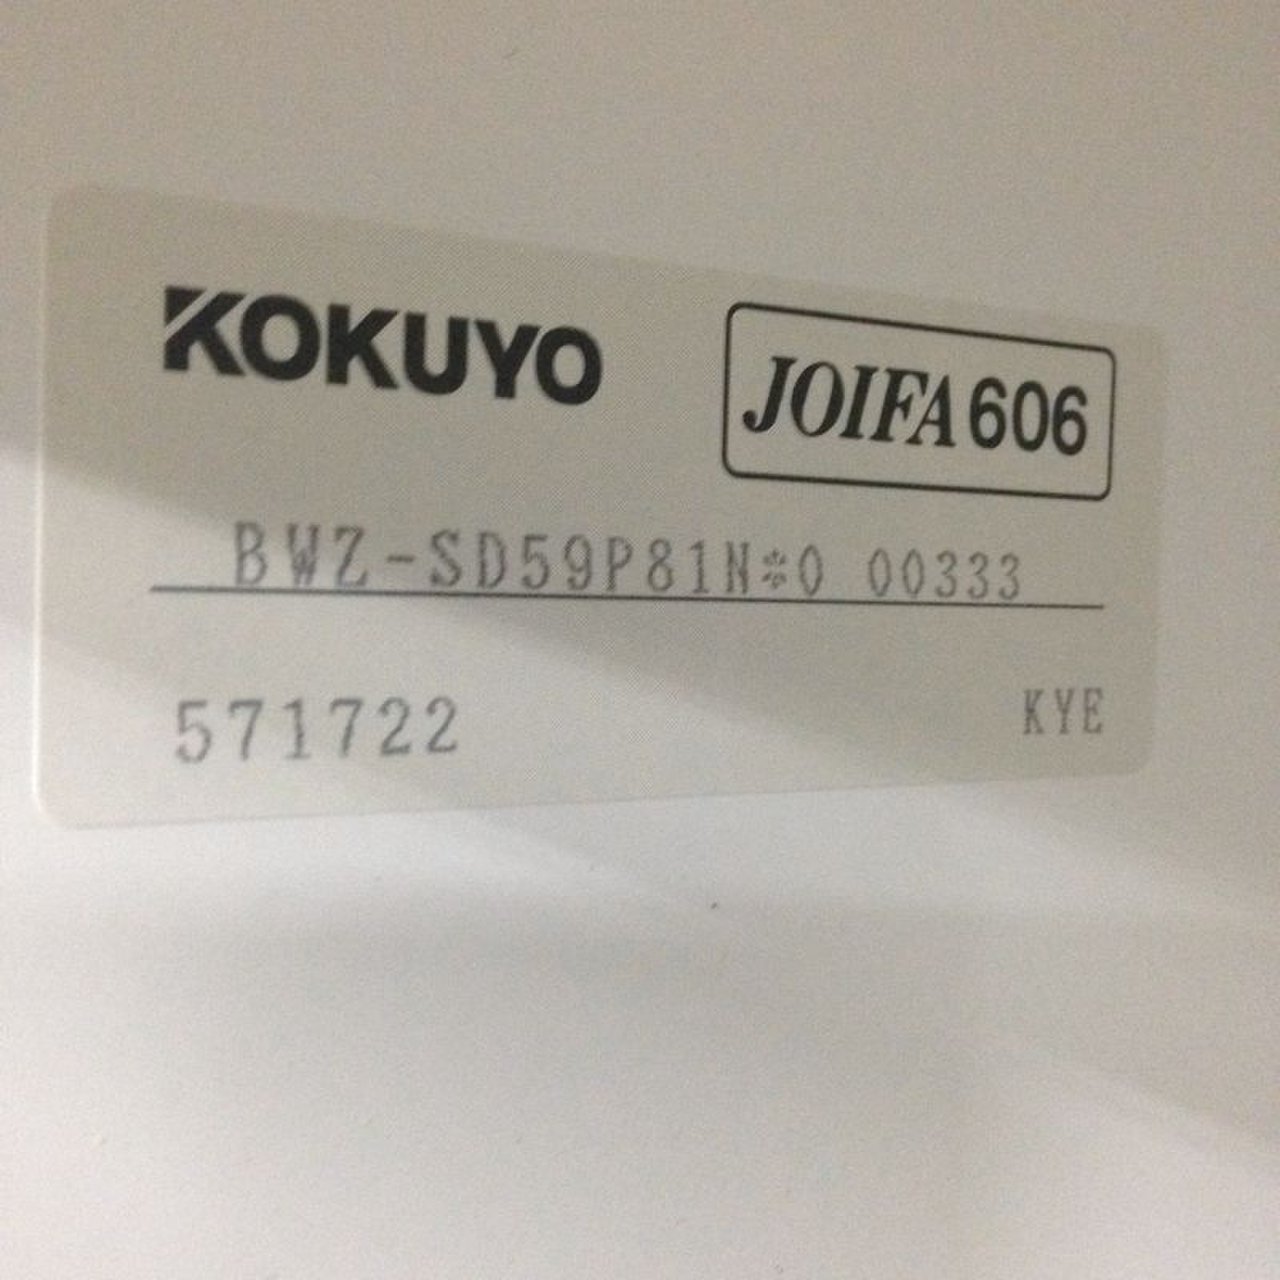 KOKUYO
JOIFA606
BWZ-SD59P81N*0 00333
571722
KYE